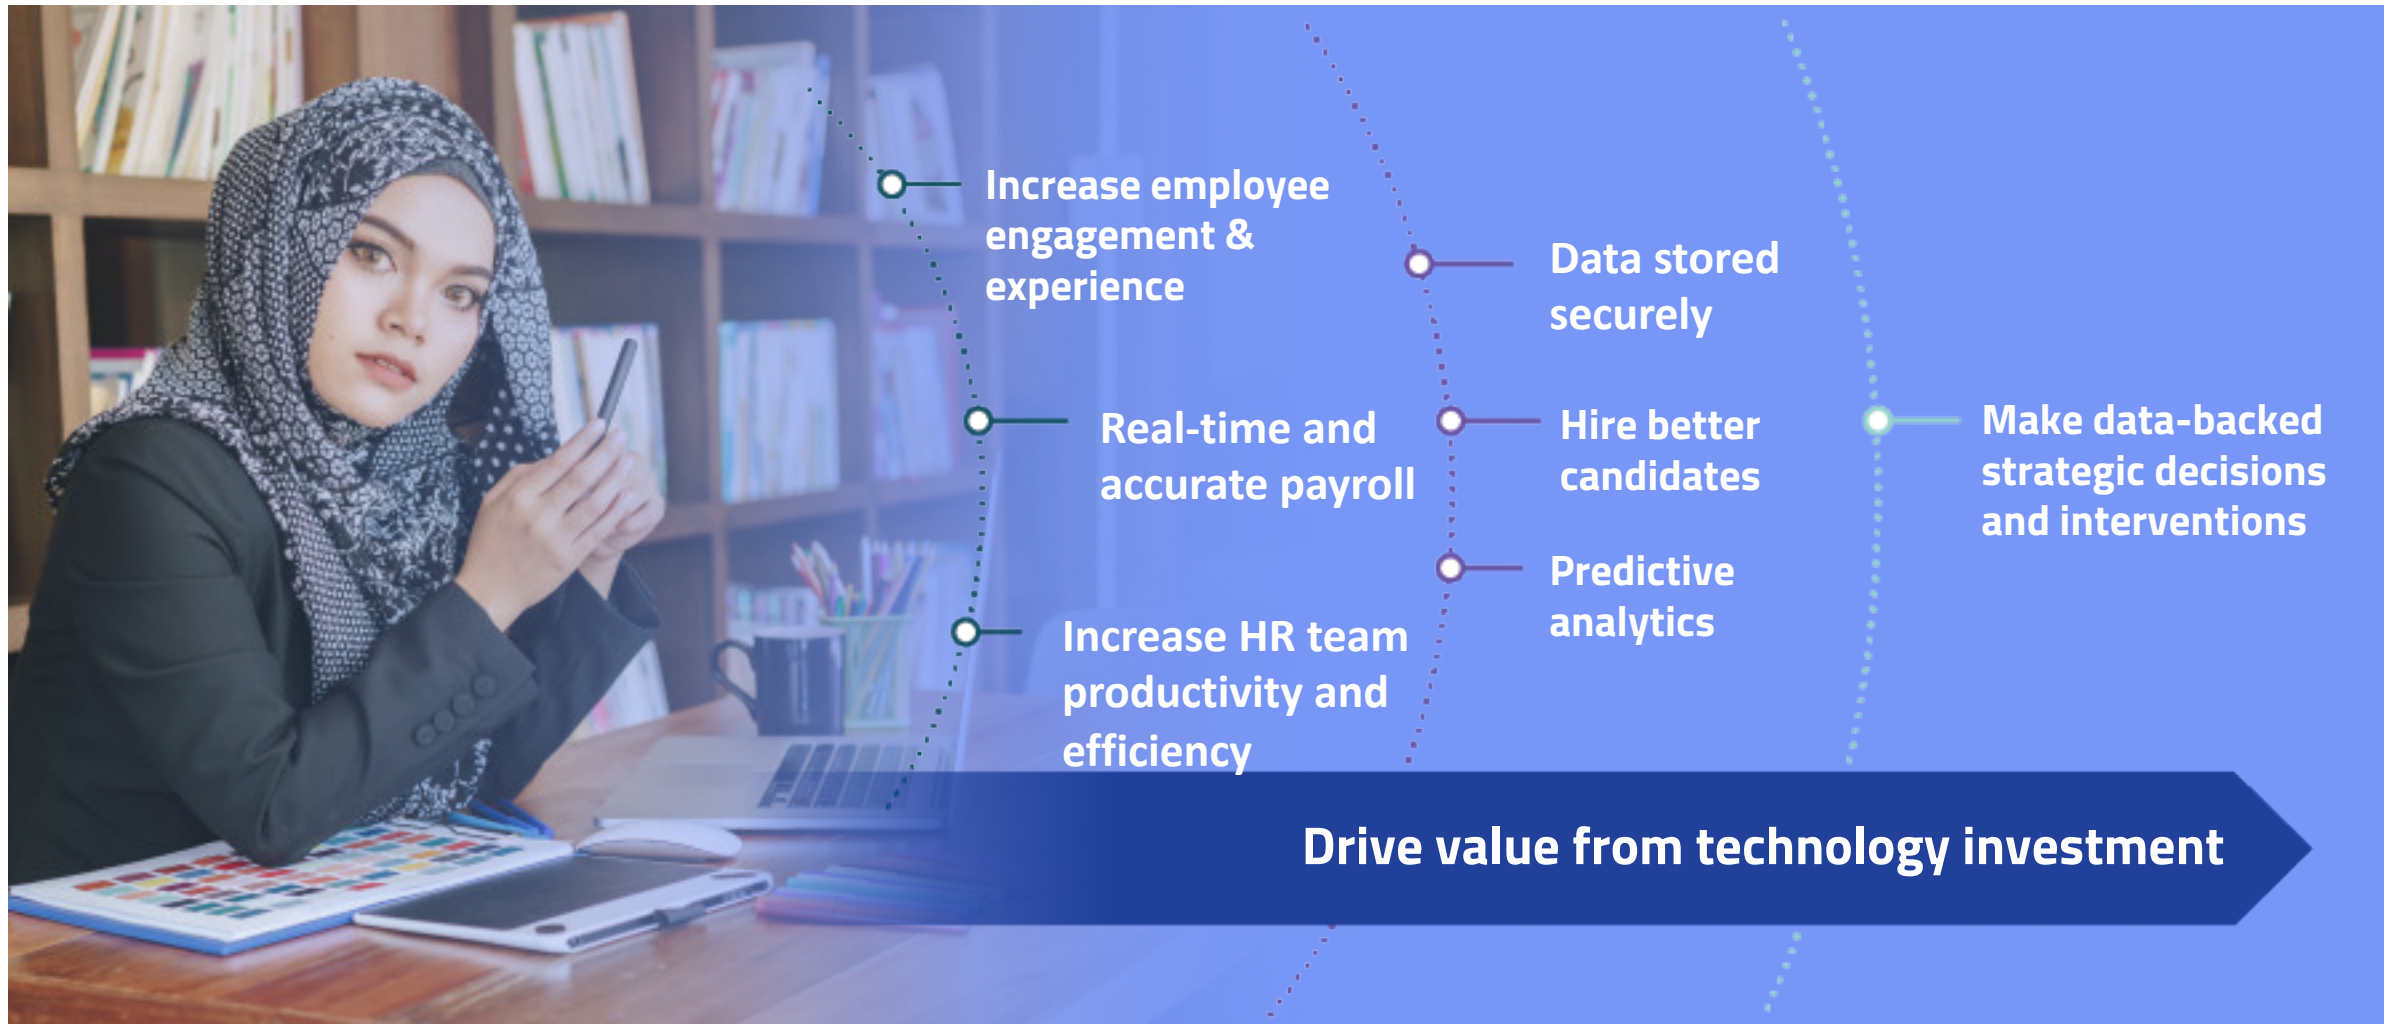 Increase employee
engagement &
experience
Real-time and
accurate payroll
Increase HR team
productivity and
efficiency
Data stored
securely
Hire better
candidates
Predictive
analytics
Make data-backed
strategic decisions
and interventions
Drive value from technology investment